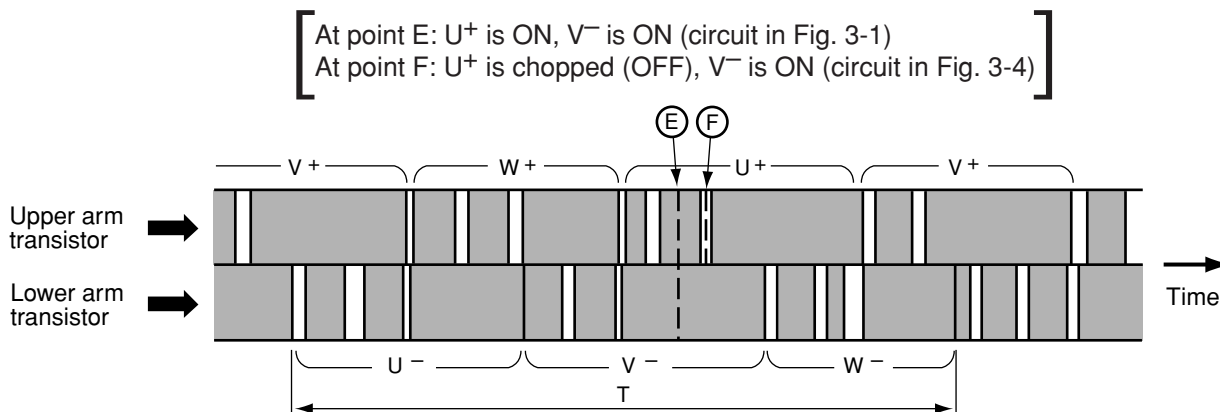 At point E: U+ is ON, V− is ON (circuit in Fig. 3-1)
At point F: U+ is chopped (OFF), V− is ON (circuit in Fig. 3-4)
E F
V + W + U + V +
Upper arm
transistor
Lower arm
transistor
Time
U − V − W −
T